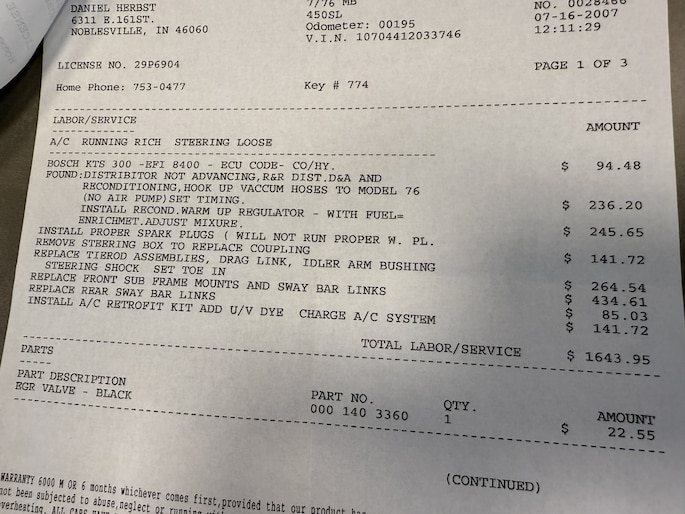 DANIEL HERBST
6311 E.161ST.
NOBLESVILLE, IN 46060
7/76 MB
450SL
Odometer: 00195
V.I.N. 10704412033746
NO. 0028466
07-16-2007
12:11:29
LICENSE NO. 29P6904
PAGE 1 OF 3
Home Phone: 753-0477
Key # 774
LABOR/SERVICE
AMOUNT
A/C RUNNING RICH STEERING LOOSE
BOSCH KTS 300 -EFI 8400 - ECU CODE- CO/HY. $ 94.48
FOUND:DISTRIBITOR NOT ADVANCING,R&R DIST.D&A AND
RECONDITIONING,HOOK UP VACCUM HOSES TO MODEL 76
(NO AIR PUMP)SET TIMING. $ 236.20
INSTALL RECOND.WARM UP REGULATOR - WITH FUEL=
ENRICHMET.ADJUST MIXURE. $ 245.65
INSTALL PROPER SPARK PLUGS ( WILL NOT RUN PROPER W. PL.
REMOVE STEERING BOX TO REPLACE COUPLING $ 141.72
REPLACE TIEROD ASSEMBLIES, DRAG LINK, IDLER ARM BUSHING
STEERING SHOCK SET TOE IN $ 264.54
REPLACE FRONT SUB FRAME MOUNTS AND SWAY BAR LINKS $ 434.61
REPLACE REAR SWAY BAR LINKS $ 85.03
INSTALL A/C RETROFIT KIT ADD U/V DYE CHARGE A/C SYSTEM $ 141.72
TOTAL LABOR/SERVICE $ 1643.95
PARTS
PART DESCRIPTION PART NO. QTY. AMOUNT
EGR VALVE - BLACK 000 140 3360 1 $ 22.55
(CONTINUED)
WARRANTY 6000 M OR 6 months whichever comes first,provided that our product
not been subjected to abuse,neglect or running
overheating. ALL CARS